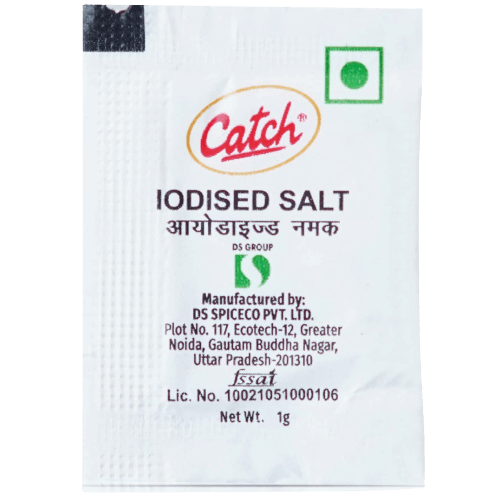 Catch®
IODISED SALT
आयोडाइज्ड नमक
DS GROUP
Manufactured by:
DS SPICECO PVT. LTD.
Plot No. 117, Ecotech-12, Greater
Noida, Gautam Buddha Nagar,
Uttar Pradesh-201310
fssai
Lic. No. 10021051000106
Net Wt. 1g